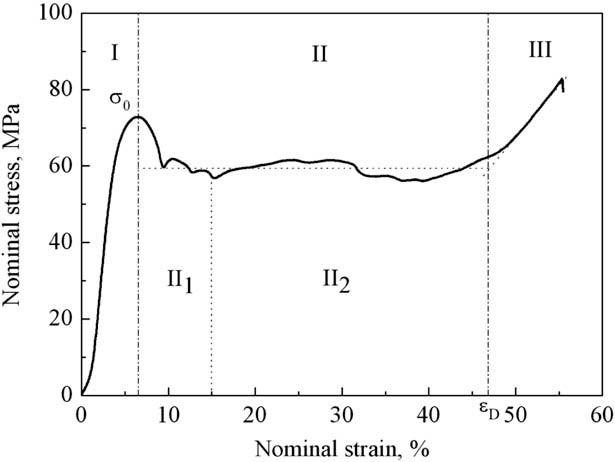 100
80
60
40
20
0
Nominal stress, MPa
I
II
III
σ0
II1
II2
0
10
20
30
40
εD
50
60
Nominal strain, %